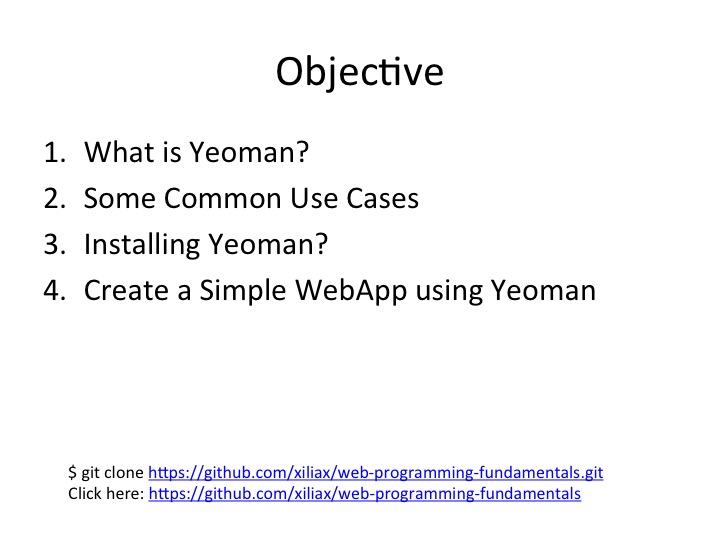 Objective
1. What is Yeoman?
2. Some Common Use Cases
3. Installing Yeoman?
4. Create a Simple WebApp using Yeoman
$ git clone https://github.com/xiliax/web-programming-fundamentals.git
Click here: https://github.com/xiliax/web-programming-fundamentals